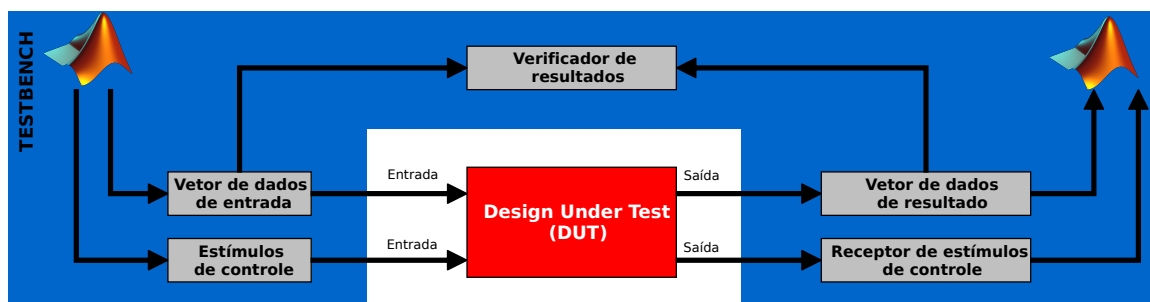 TESTBENCH
Verificador de
resultados
Vetor de dados
de entrada
Entrada
Design Under Test
(DUT)
Saída
Vetor de dados
de resultado
Estímulos
de controle
Entrada
Saída
Receptor de estímulos
de controle